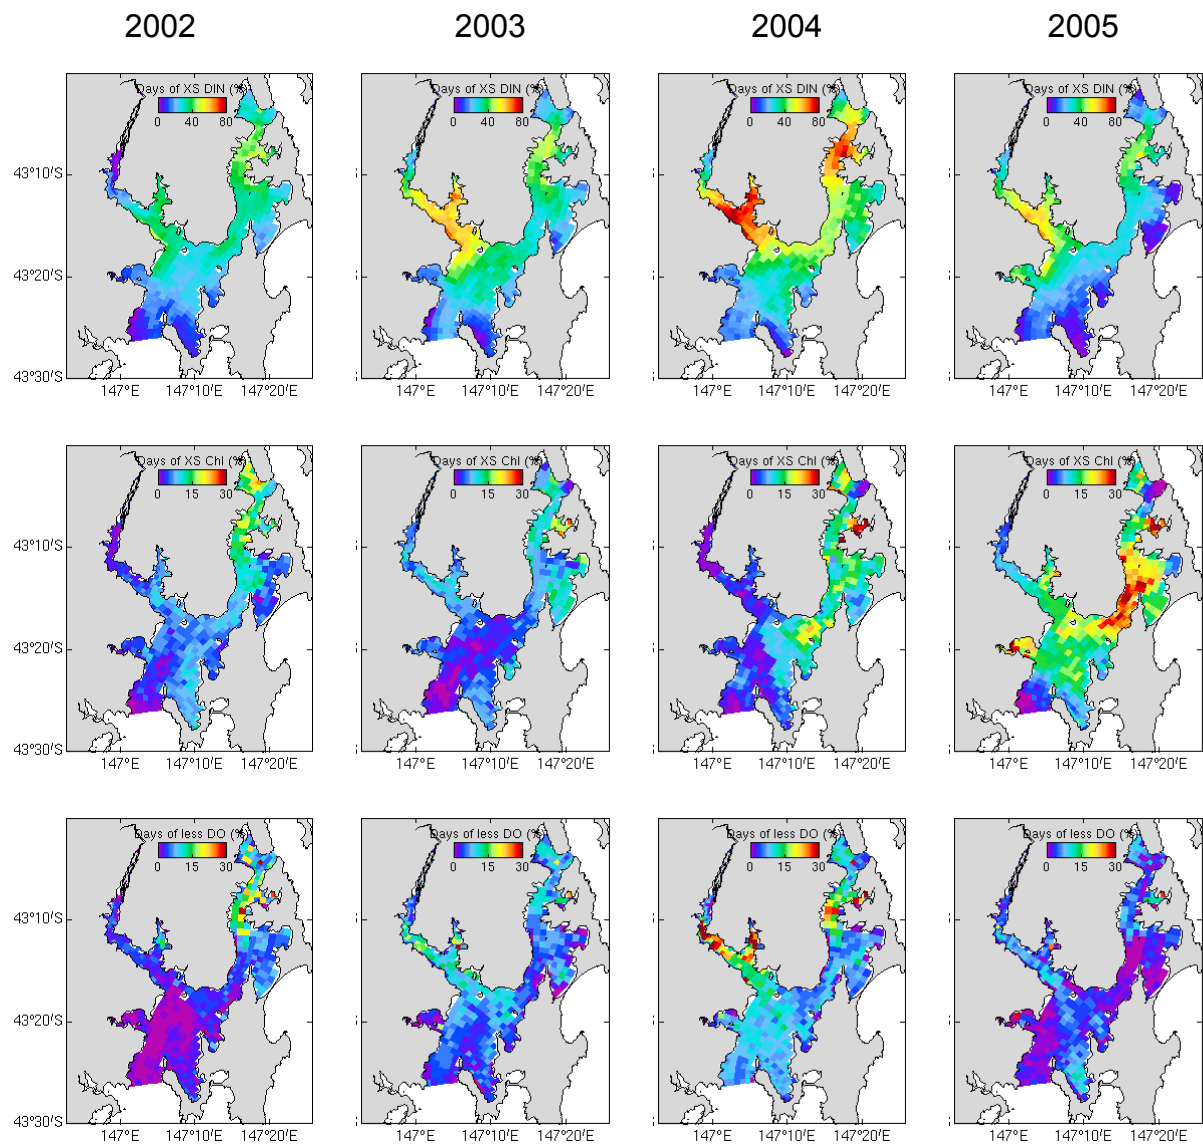 2002 2003 2004 2005
Days of XS DIN (%) Days of XS DIN (%) Days of XS DIN (%) Days of XS DIN (%)
0 40 80 0 40 80 0 40 80 0 40 80
43°10'S
43°20'S
43°30'S
147°E 147°10'E 147°20'E 147°E 147°10'E 147°20'E 147°E 147°10'E 147°20'E 147°E 147°10'E 147°20'E
Days of XS Chl (%) Days of XS Chl (%) Days of XS Chl (%) Days of XS Chl (%)
0 15 30 0 15 30 0 15 30 0 15 30
43°10'S
43°20'S
43°30'S
147°E 147°10'E 147°20'E 147°E 147°10'E 147°20'E 147°E 147°10'E 147°20'E 147°E 147°10'E 147°20'E
Days of less DO (%) Days of less DO (%) Days of less DO (%) Days of less DO (%)
0 15 30 0 15 30 0 15 30 0 15 30
43°10'S
43°20'S
43°30'S
147°E 147°10'E 147°20'E 147°E 147°10'E 147°20'E 147°E 147°10'E 147°20'E 147°E 147°10'E 147°20'E